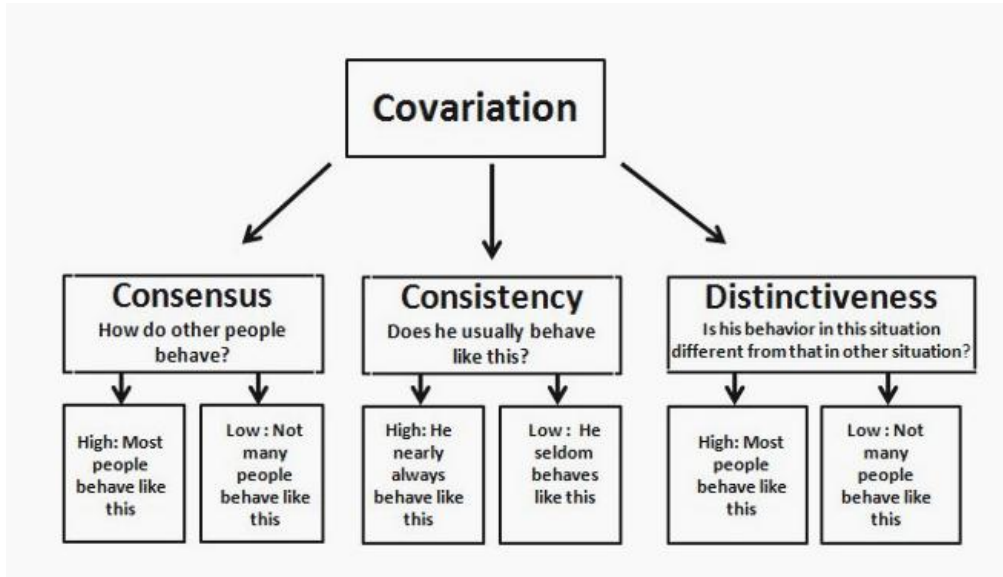 Covariation
Consensus
How do other people
behave?
Consistency
Does he usually behave
like this?
Distinctiveness
Is his behavior in this situation
different from that in other situation?
High: Most
people
behave like
this
Low : Not
many
people
behave like
this
High: He
nearly
always
behave like
this
Low : He
seldom
behaves
like this
High: Most
people
behave like
this
Low : Not
many
people
behave like
this